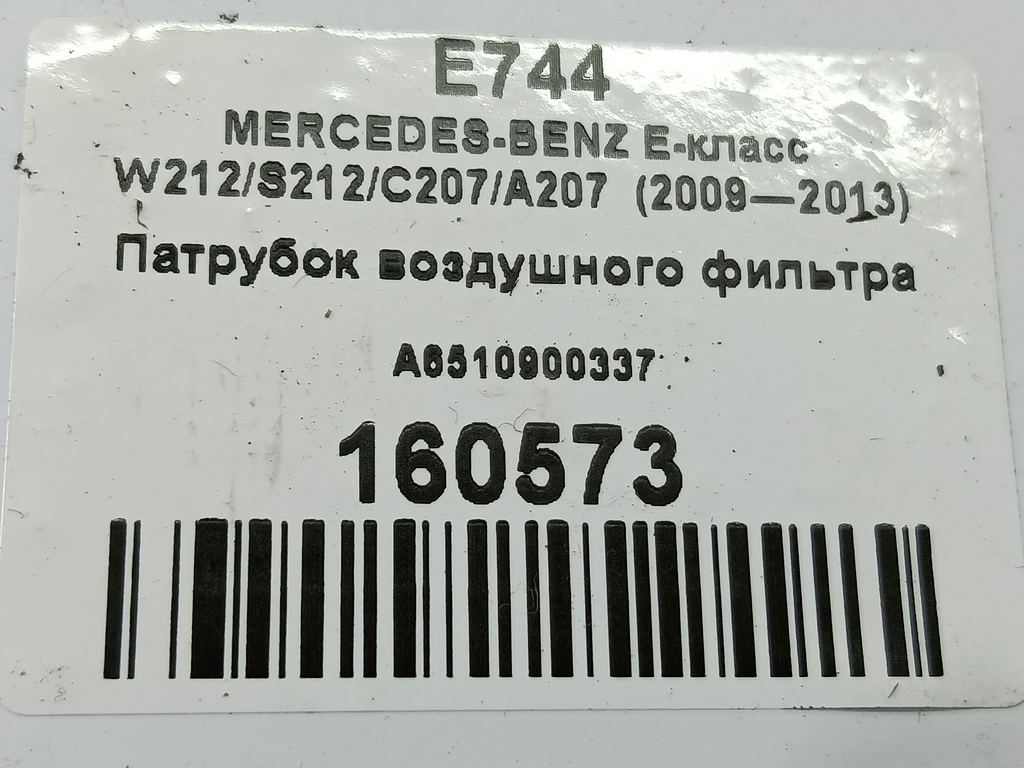 E744
MERCEDES-BENZ E-класс
W212/S212/C207/A207 (2009—2013)
Патрубок воздушного фильтра
A6510900337
160573